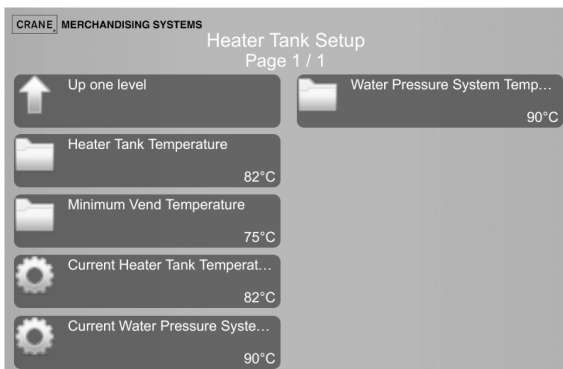 CRANE MERCHANDISING SYSTEMS
Heater Tank Setup
Page 1 / 1
Up one level
Heater Tank Temperature
82°C
Minimum Vend Temperature
75°C
Current Heater Tank Temperat...
82°C
Current Water Pressure Syste...
90°C
Water Pressure System Temp...
90°C